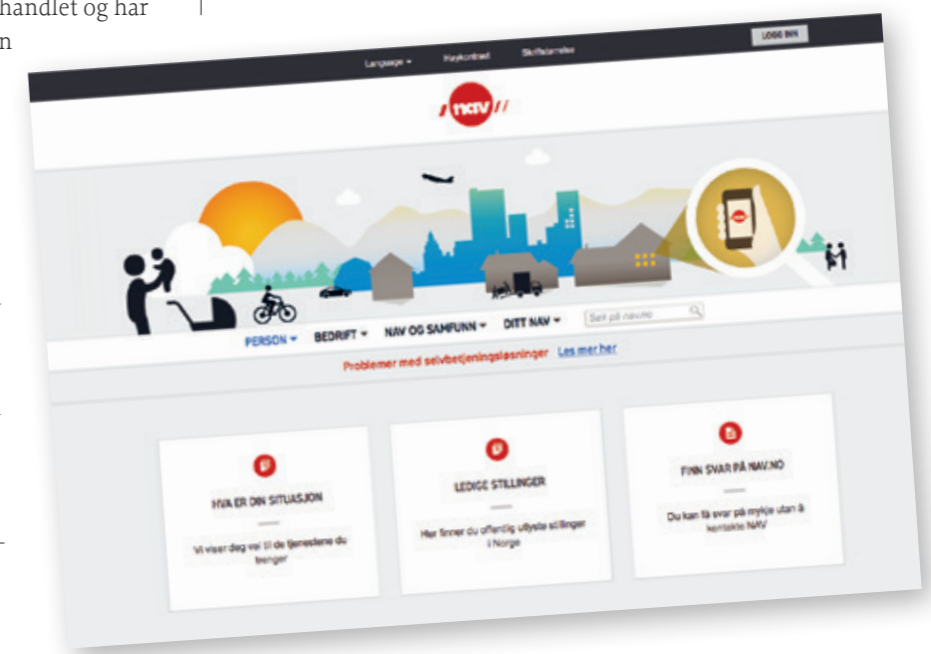 handlet og har
n
Language
Høykontrast
Skriftstørrelse
LOGG INN
NAV
PERSON
BEDRIFT
NAV OG SAMFUNN
DITT NAV
Søk på nav.no
Problemer med selvbetjeningsløsninger Les mer her
HVA ER DIN SITUASJON
Vi viser deg vei til de tjenestene du
trenger
LEDIGE STILLINGER
Her finner du offentlig utlyste stillinger
i Norge
FINN SVAR PÅ NAV.NO
Du kan få svar på mykje utan å
kontakte NAV